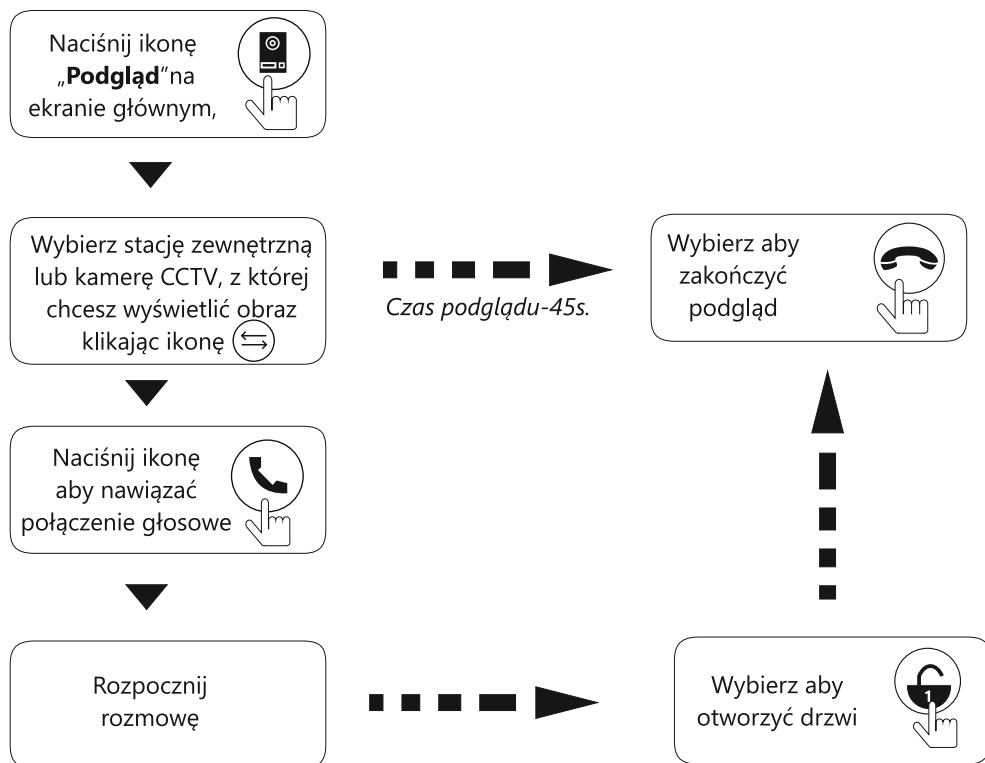 Naciśnij ikonę
„Podgląd”na
ekranie głównym,
Wybierz stację zewnętrzną
lub kamerę CCTV, z której
chcesz wyświetlić obraz
klikając ikonę
Czas podglądu-45s.
Wybierz aby
zakończyć
podgląd
Naciśnij ikonę
aby nawiązać
połączenie głosowe
Rozpocznij
rozmowę
Wybierz aby
otworzyć drzwi
1